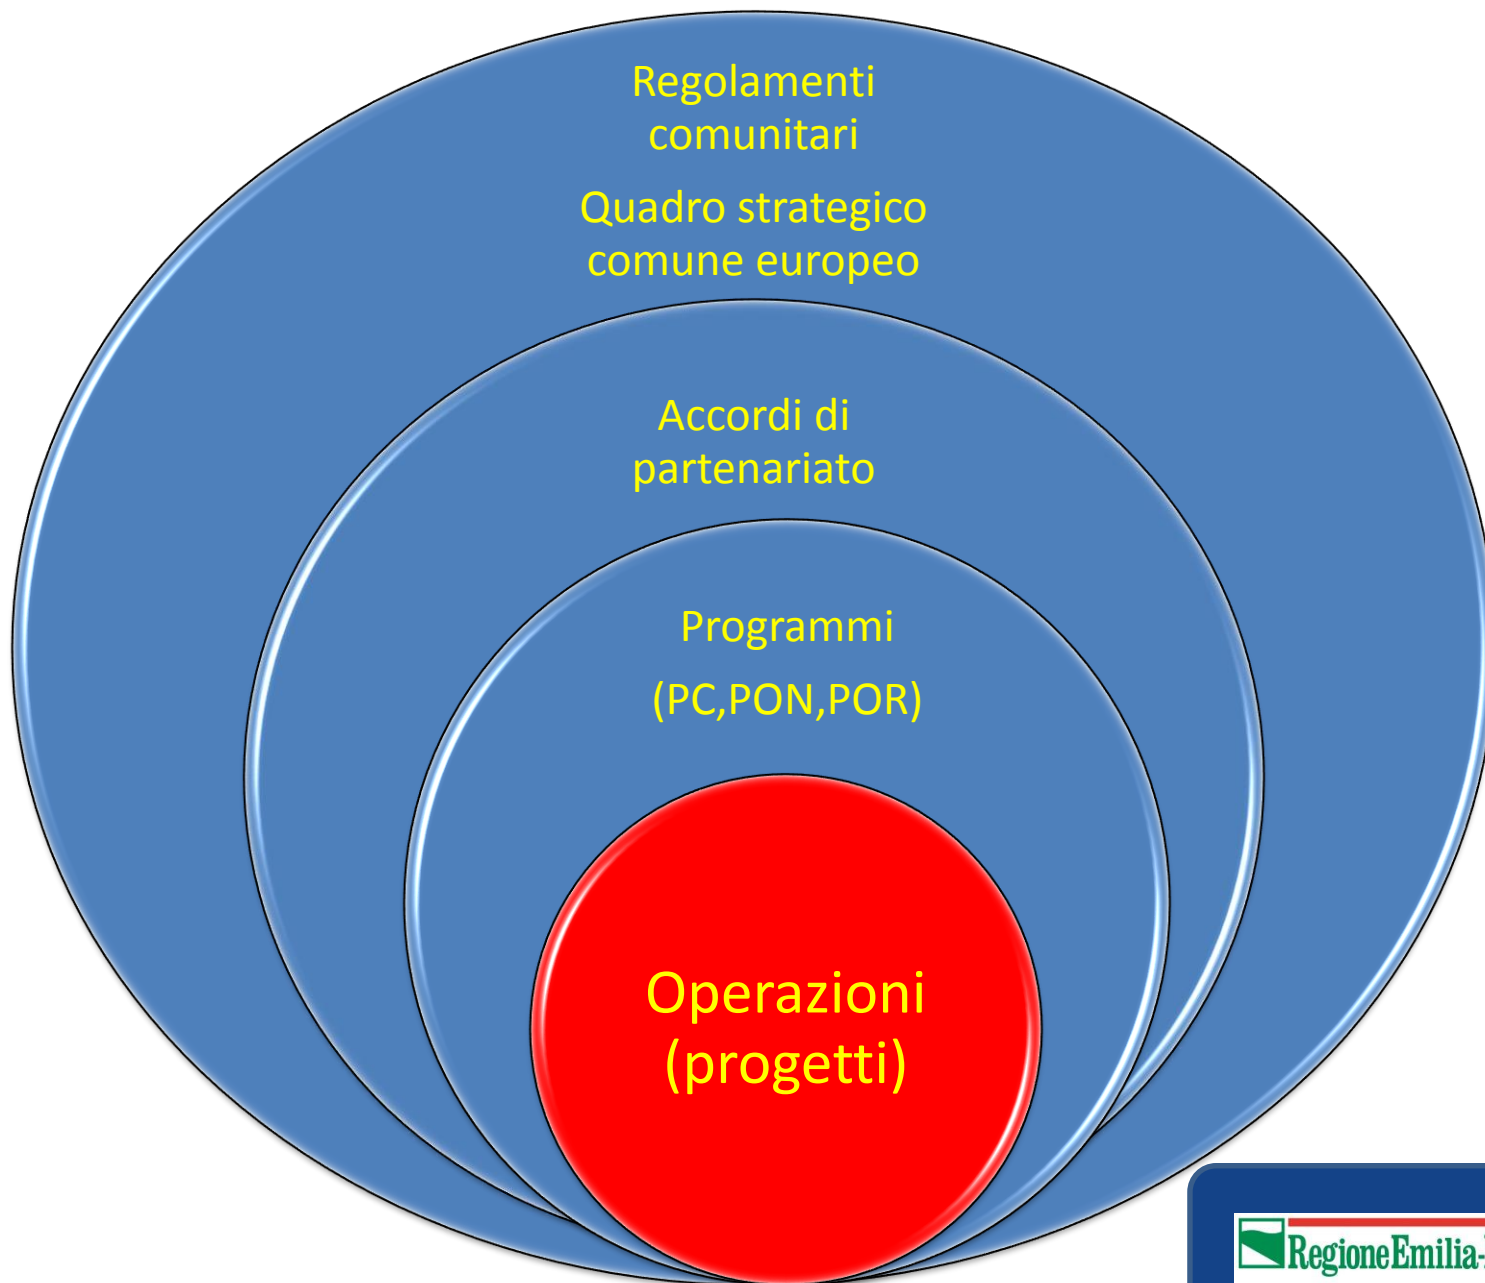 Regolamenti
comunitari
Quadro strategico
comune europeo
Accordi di
partenariato
Programmi
(PC,PON,POR)
Operazioni
(progetti)
RegioneEmilia-